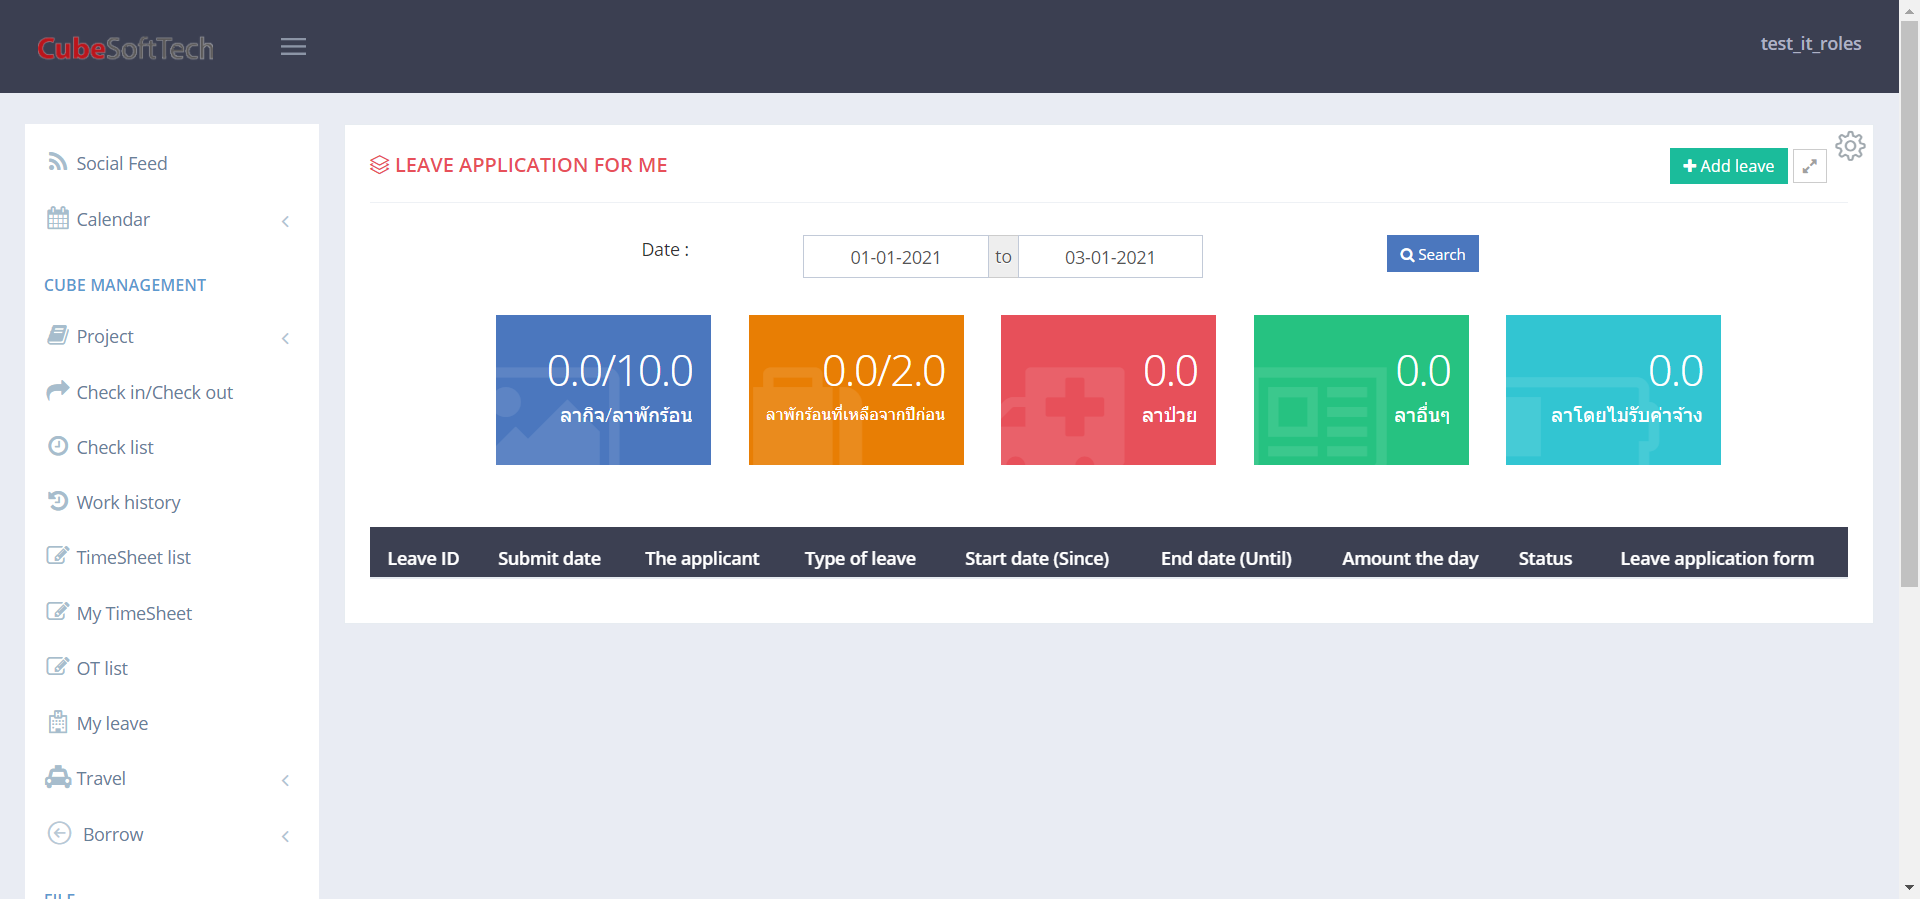 CubeSoftTech
test_it_roles
Social Feed
Calendar
CUBE MANAGEMENT
Project
Check in/Check out
Check list
Work history
TimeSheet list
My TimeSheet
OT list
My leave
Travel
Borrow
LEAVE APPLICATION FOR ME
Add leave
Date :
01-01-2021 to 03-01-2021
Search
0.0/10.0
ลากิจ/ลาพักร้อน
0.0/2.0
ลาพักร้อนที่เหลือจากปีก่อน
0.0
ลาป่วย
0.0
ลาอื่นๆ
0.0
ลาโดยไม่รับค่าจ้าง
Leave ID Submit date The applicant Type of leave Start date (Since) End date (Until) Amount the day Status Leave application form